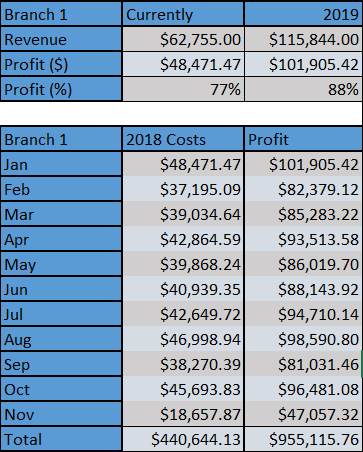 Branch 1 Currently 2019
Revenue $62,755.00 $115,844.00
Profit ($) $48,471.47 $101,905.42
Profit (%) 77% 88%
Branch 1 2018 Costs Profit
Jan $48,471.47 $101,905.42
Feb $37,195.09 $82,379.12
Mar $39,034.64 $85,283.22
Apr $42,864.59 $93,513.58
May $39,868.24 $86,019.70
Jun $40,939.35 $88,143.92
Jul $42,649.72 $94,710.14
Aug $46,998.94 $98,590.80
Sep $38,270.39 $81,031.46
Oct $45,693.83 $96,481.08
Nov $18,657.87 $47,057.32
Total $440,644.13 $955,115.76